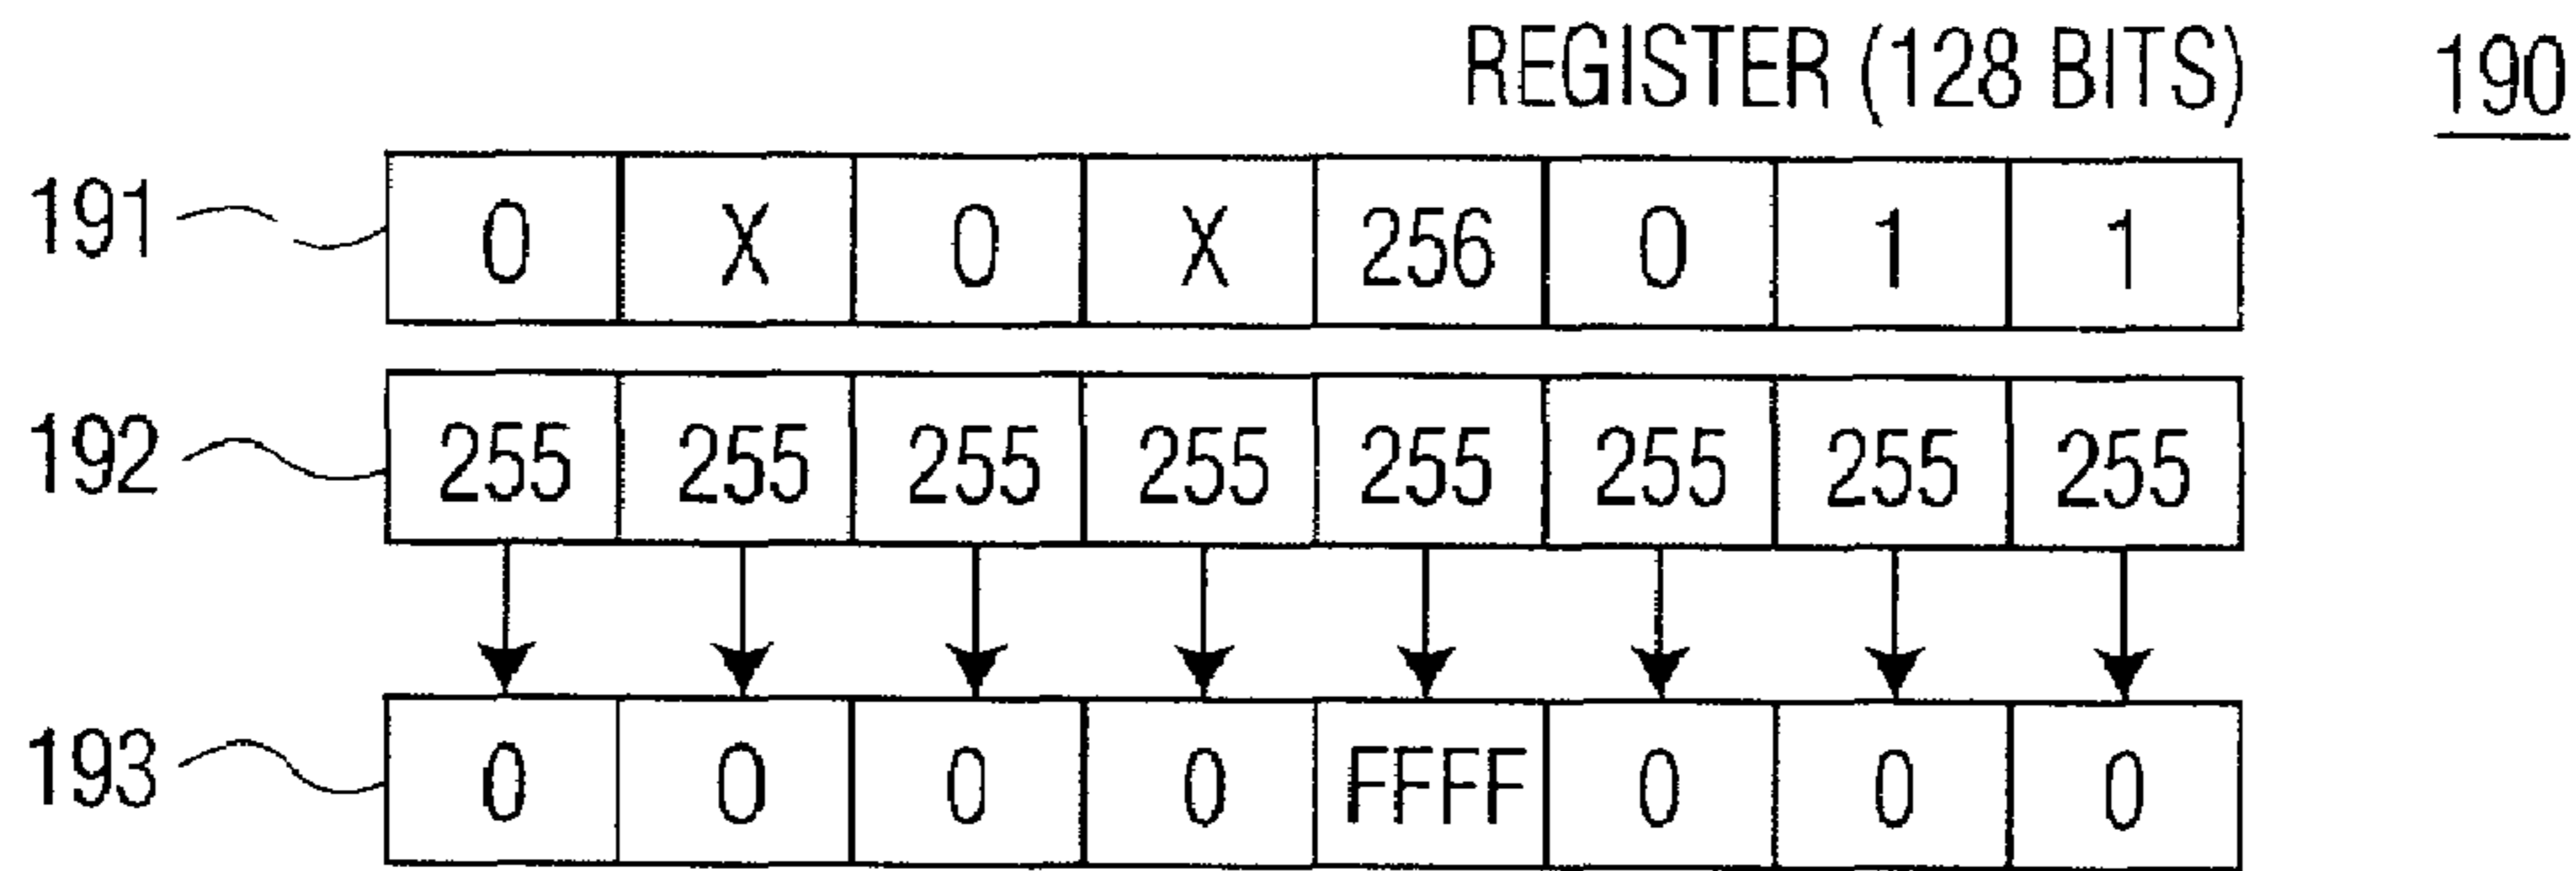 REGISTER (128 BITS) 190
191 0 X 0 X 256 0 1 1
192 255 255 255 255 255 255 255 255
193 0 0 0 0 FFFF 0 0 0